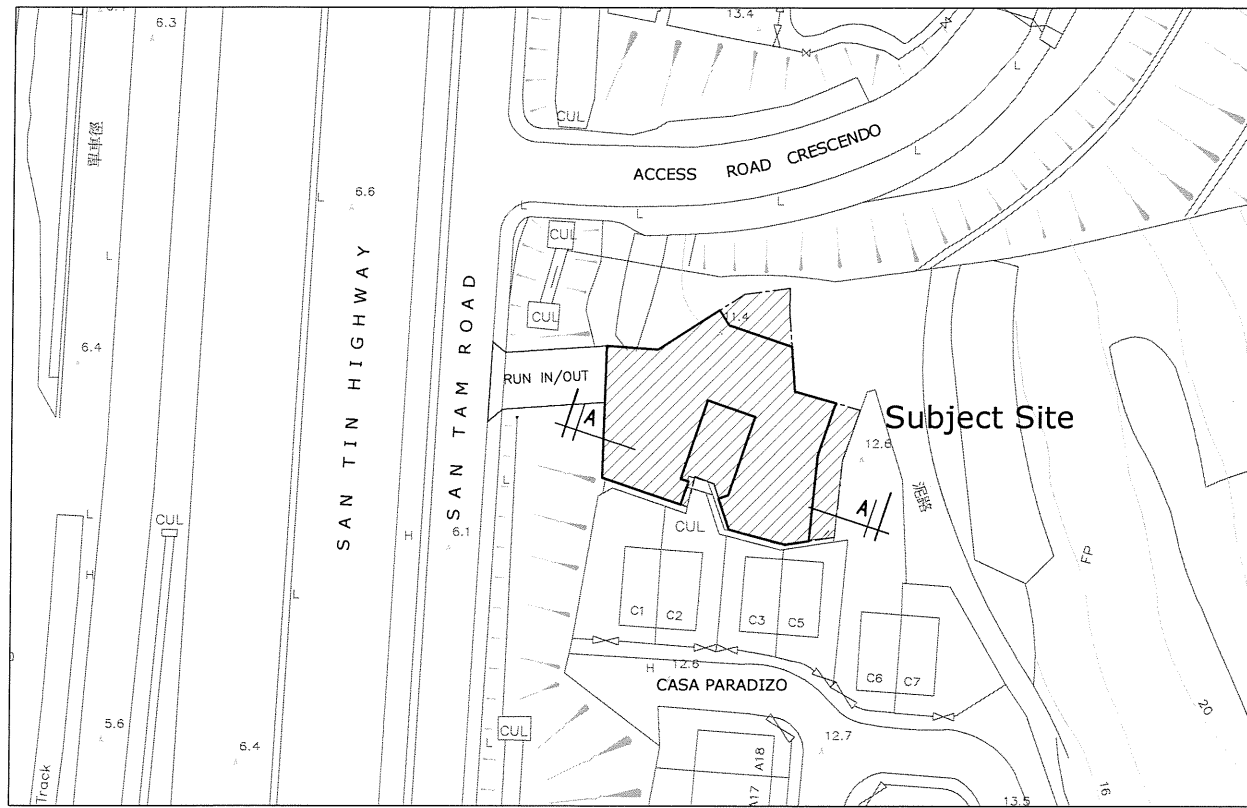 6.3
13.4
單車徑
CUL
L
L
ACCESS ROAD CRESCENDO
L
6.6
L
L
L
L
CUL
L
SAN TIN HIGHWAY
SAN TAM ROAD
CUL
11.4
6.4
RUN IN/OUT
A
Subject Site
12.6
A
泥路
L
L
CUL
CUL
H
6.1
FP
H
L
C1
C2
C3
C5
H
12.6
C6
C7
CASA PARADIZO
20
5.6
6.4
L
CUL
12.7
A18
A17
Track
16
13.5